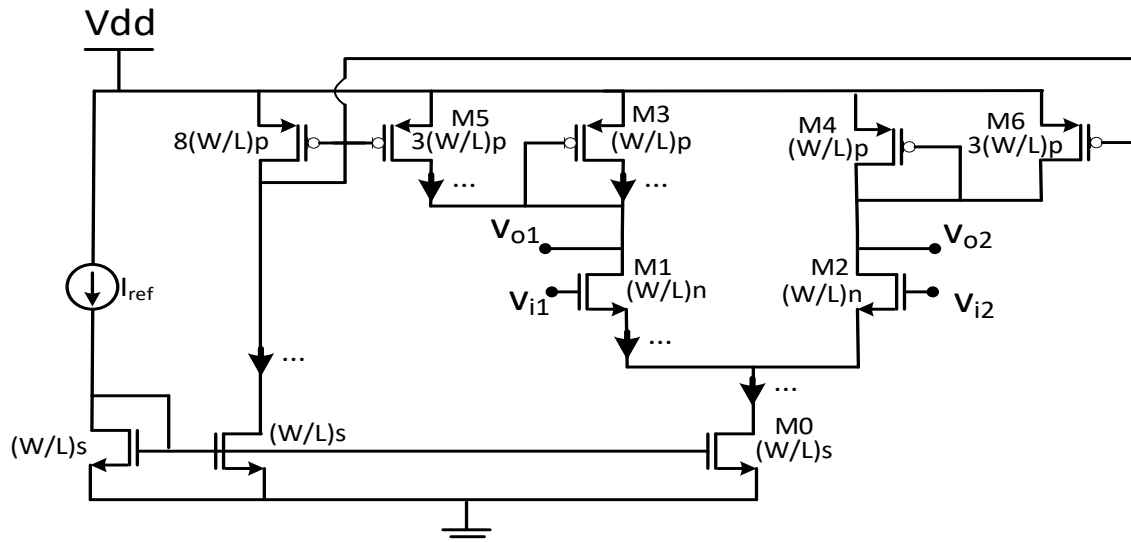 Vdd
8(W/L)p
M5
3(W/L)p
M3
(W/L)p
M4
(W/L)p
M6
3(W/L)p
...
...
vo1
vo2
M1
(W/L)n
M2
(W/L)n
Iref
vi1
vi2
...
...
...
(W/L)s
(W/L)s
M0
(W/L)s